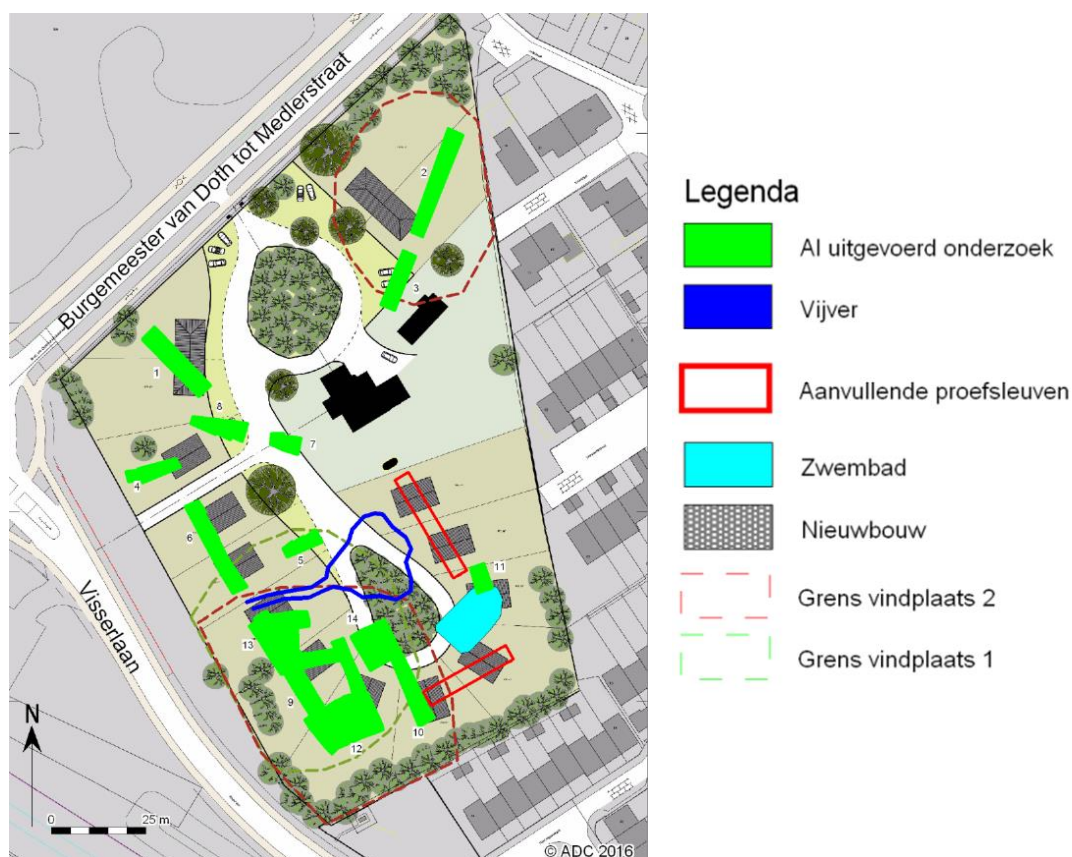 Burgemeester van Doth tot Medlerstraat
2
3
1
8
7
4
6
5
11
14
13
9
10
12
Visserlaan
N
0 25 m
© ADC 2016
Legenda
Al uitgevoerd onderzoek
Vijver
Aanvullende proefsleuven
Zwembad
Nieuwbouw
Grens vindplaats 2
Grens vindplaats 1